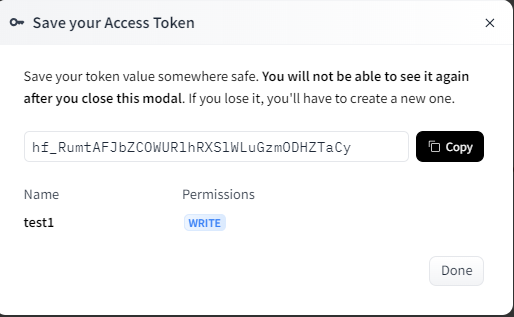 Save your Access Token
Save your token value somewhere safe. You will not be able to see it again
after you close this modal. If you lose it, you'll have to create a new one.
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 Copy
Name Permissions
test1 WRITE
Done